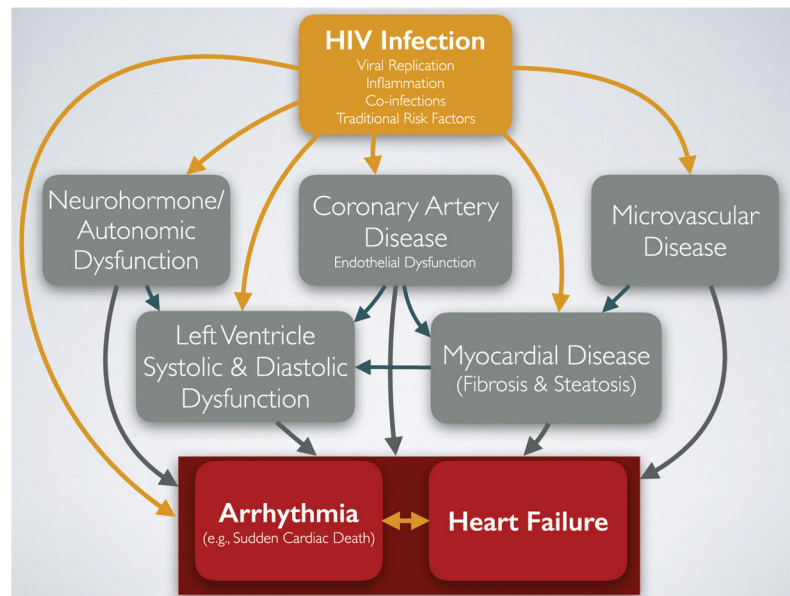 HIV Infection
Viral Replication
Inflammation
Co-infections
Traditional Risk Factors
Neurohormone/
Autonomic
Dysfunction
Coronary Artery
Disease
Endothelial Dysfunction
Microvascular
Disease
Left Ventricle
Systolic & Diastolic
Dysfunction
Myocardial Disease
(Fibrosis & Steatosis)
Arrhythmia
(e.g., Sudden Cardiac Death)
Heart Failure